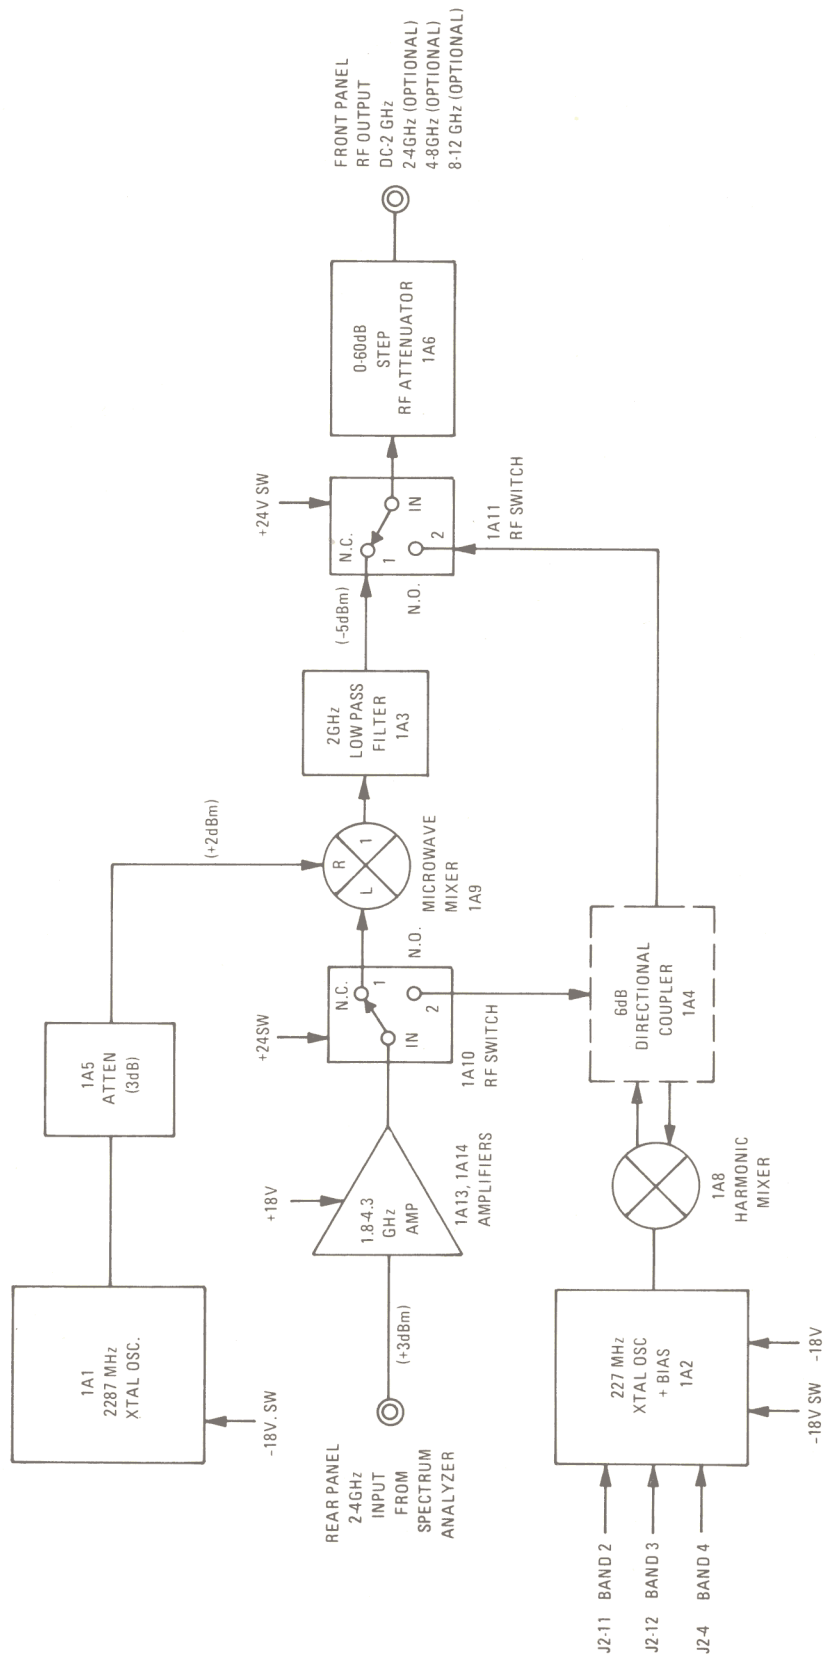 1A1
2287 MHz
XTAL OSC.
-18V. SW
1A5
ATTEN
(3dB)
(+2dBm)
REAR PANEL
2-4GHz
INPUT
FROM
SPECTRUM
ANALYZER
(+3dBm)
+18V
1.8-4.3
GHz
AMP
1A13, 1A14
AMPLIFIERS
+24SW
N.C.
1
IN
2
N.O.
1A10
RF SWITCH
R
L
1
MICROWAVE
MIXER
1A9
2GHz
LOW PASS
FILTER
1A3
(-5dBm)
+24V SW
N.C.
1
IN
2
N.O.
1A11
RF SWITCH
0-60dB
STEP
RF ATTENUATOR
1A6
FRONT PANEL
RF OUTPUT
DC-2 GHz
2-4GHz (OPTIONAL)
4-8GHz (OPTIONAL)
8-12 GHz (OPTIONAL)
J2-11 BAND 2
J2-12 BAND 3
J2-4 BAND 4
227 MHz
XTAL OSC
+ BIAS
1A2
-18V SW
-18V
1A8
HARMONIC
MIXER
6dB
DIRECTIONAL
COUPLER
1A4